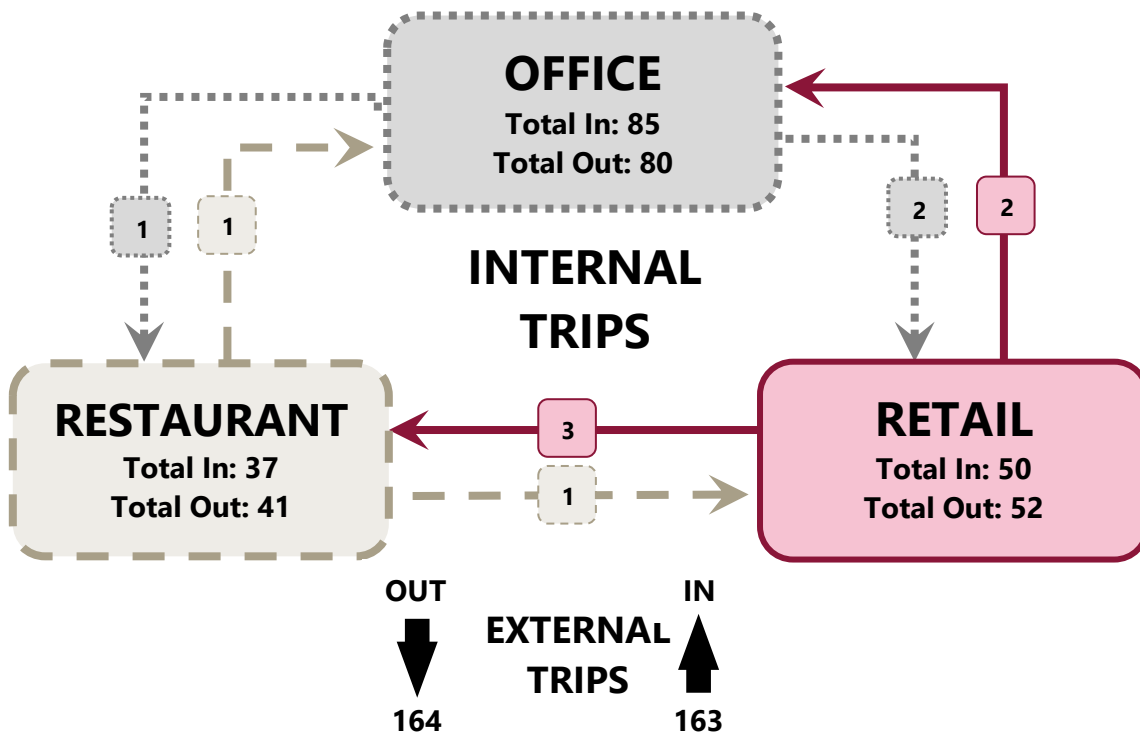 OFFICE
Total In: 85
Total Out: 80
1
1
2
2
INTERNAL
TRIPS
RESTAURANT
Total In: 37
Total Out: 41
3
1
RETAIL
Total In: 50
Total Out: 52
OUT
IN
EXTERNAL
TRIPS
164
163